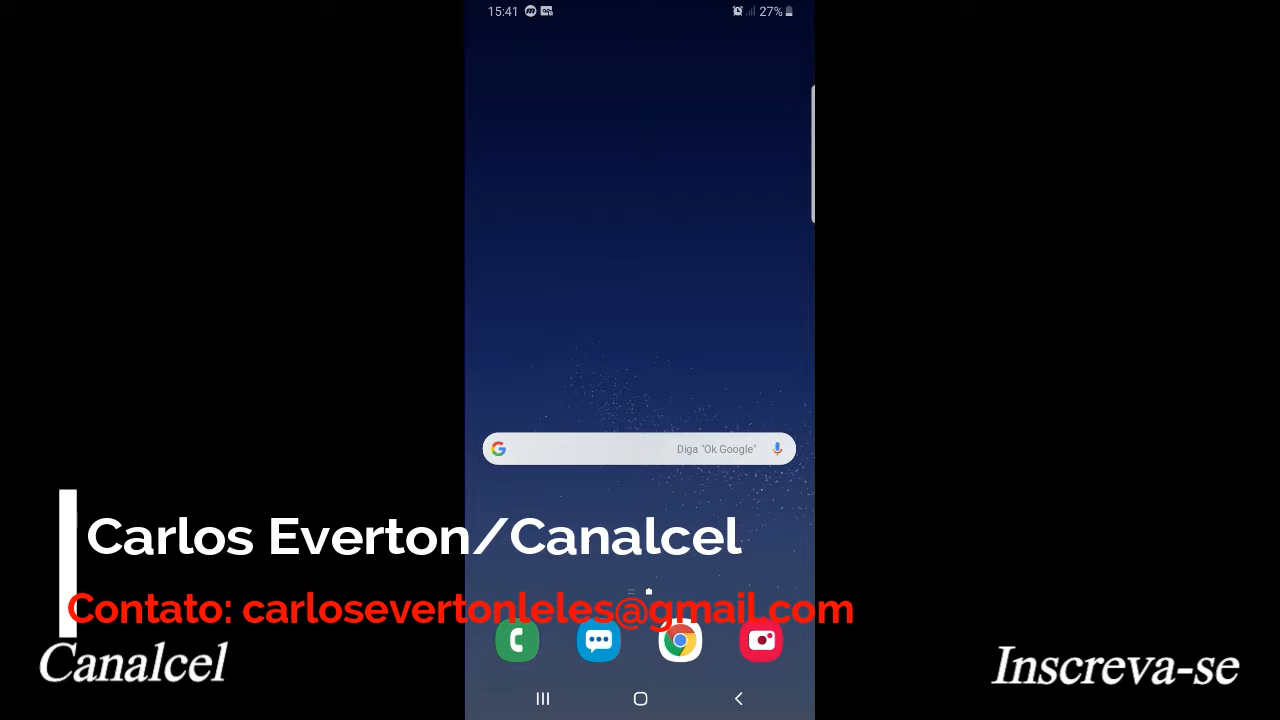 15:41
27%
Diga "Ok Google"
Carlos Everton/Canalcel
Contato: carlosevertonleles@gmail.com
Canalcel
Inscreva-se